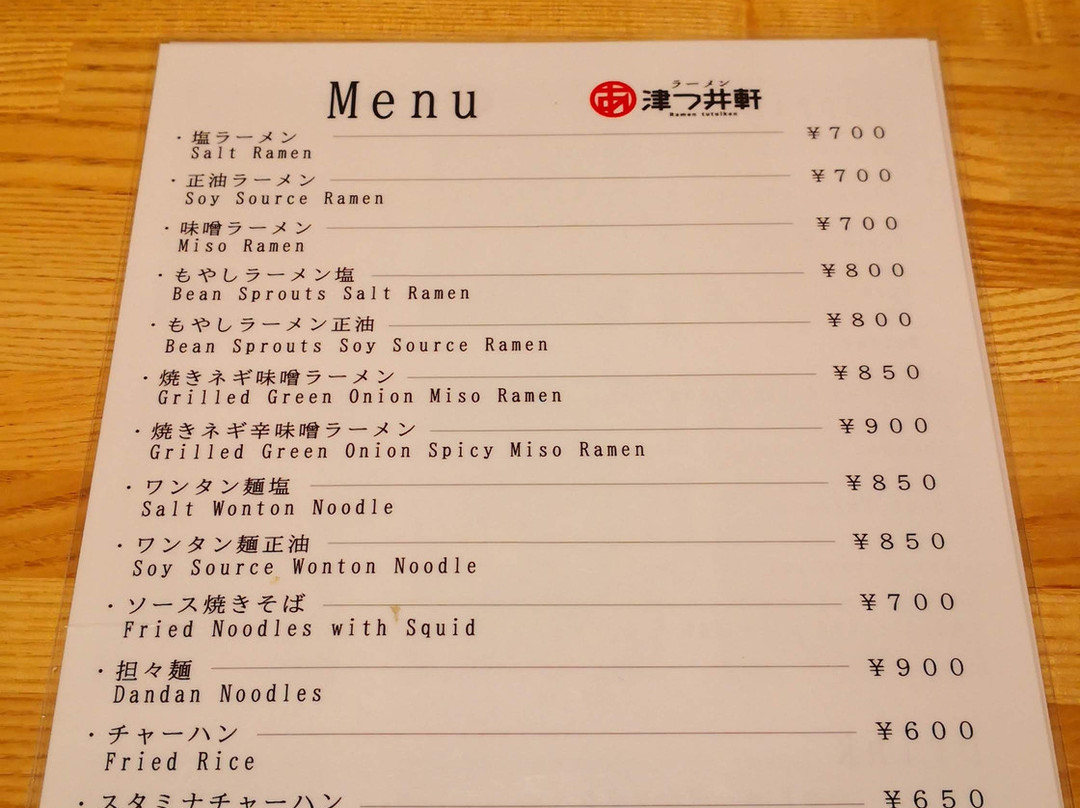 Menu
あ
ラーメン
津つ井軒
Ramen tutuiken
・塩ラーメン ￥700
Salt Ramen
・正油ラーメン ￥700
Soy Source Ramen
・味噌ラーメン ￥700
Miso Ramen
・もやしラーメン塩 ￥800
Bean Sprouts Salt Ramen
・もやしラーメン正油 ￥800
Bean Sprouts Soy Source Ramen
・焼きネギ味噌ラーメン ￥850
Grilled Green Onion Miso Ramen
・焼きネギ辛味噌ラーメン ￥900
Grilled Green Onion Spicy Miso Ramen
・ワンタン麺塩 ￥850
Salt Wonton Noodle
・ワンタン麺正油 ￥850
Soy Source Wonton Noodle
・ソース焼きそば ￥700
Fried Noodles with Squid
・担々麺 ￥900
Dandan Noodles
・チャーハン ￥600
Fried Rice
・スタミナチャーハン ￥650